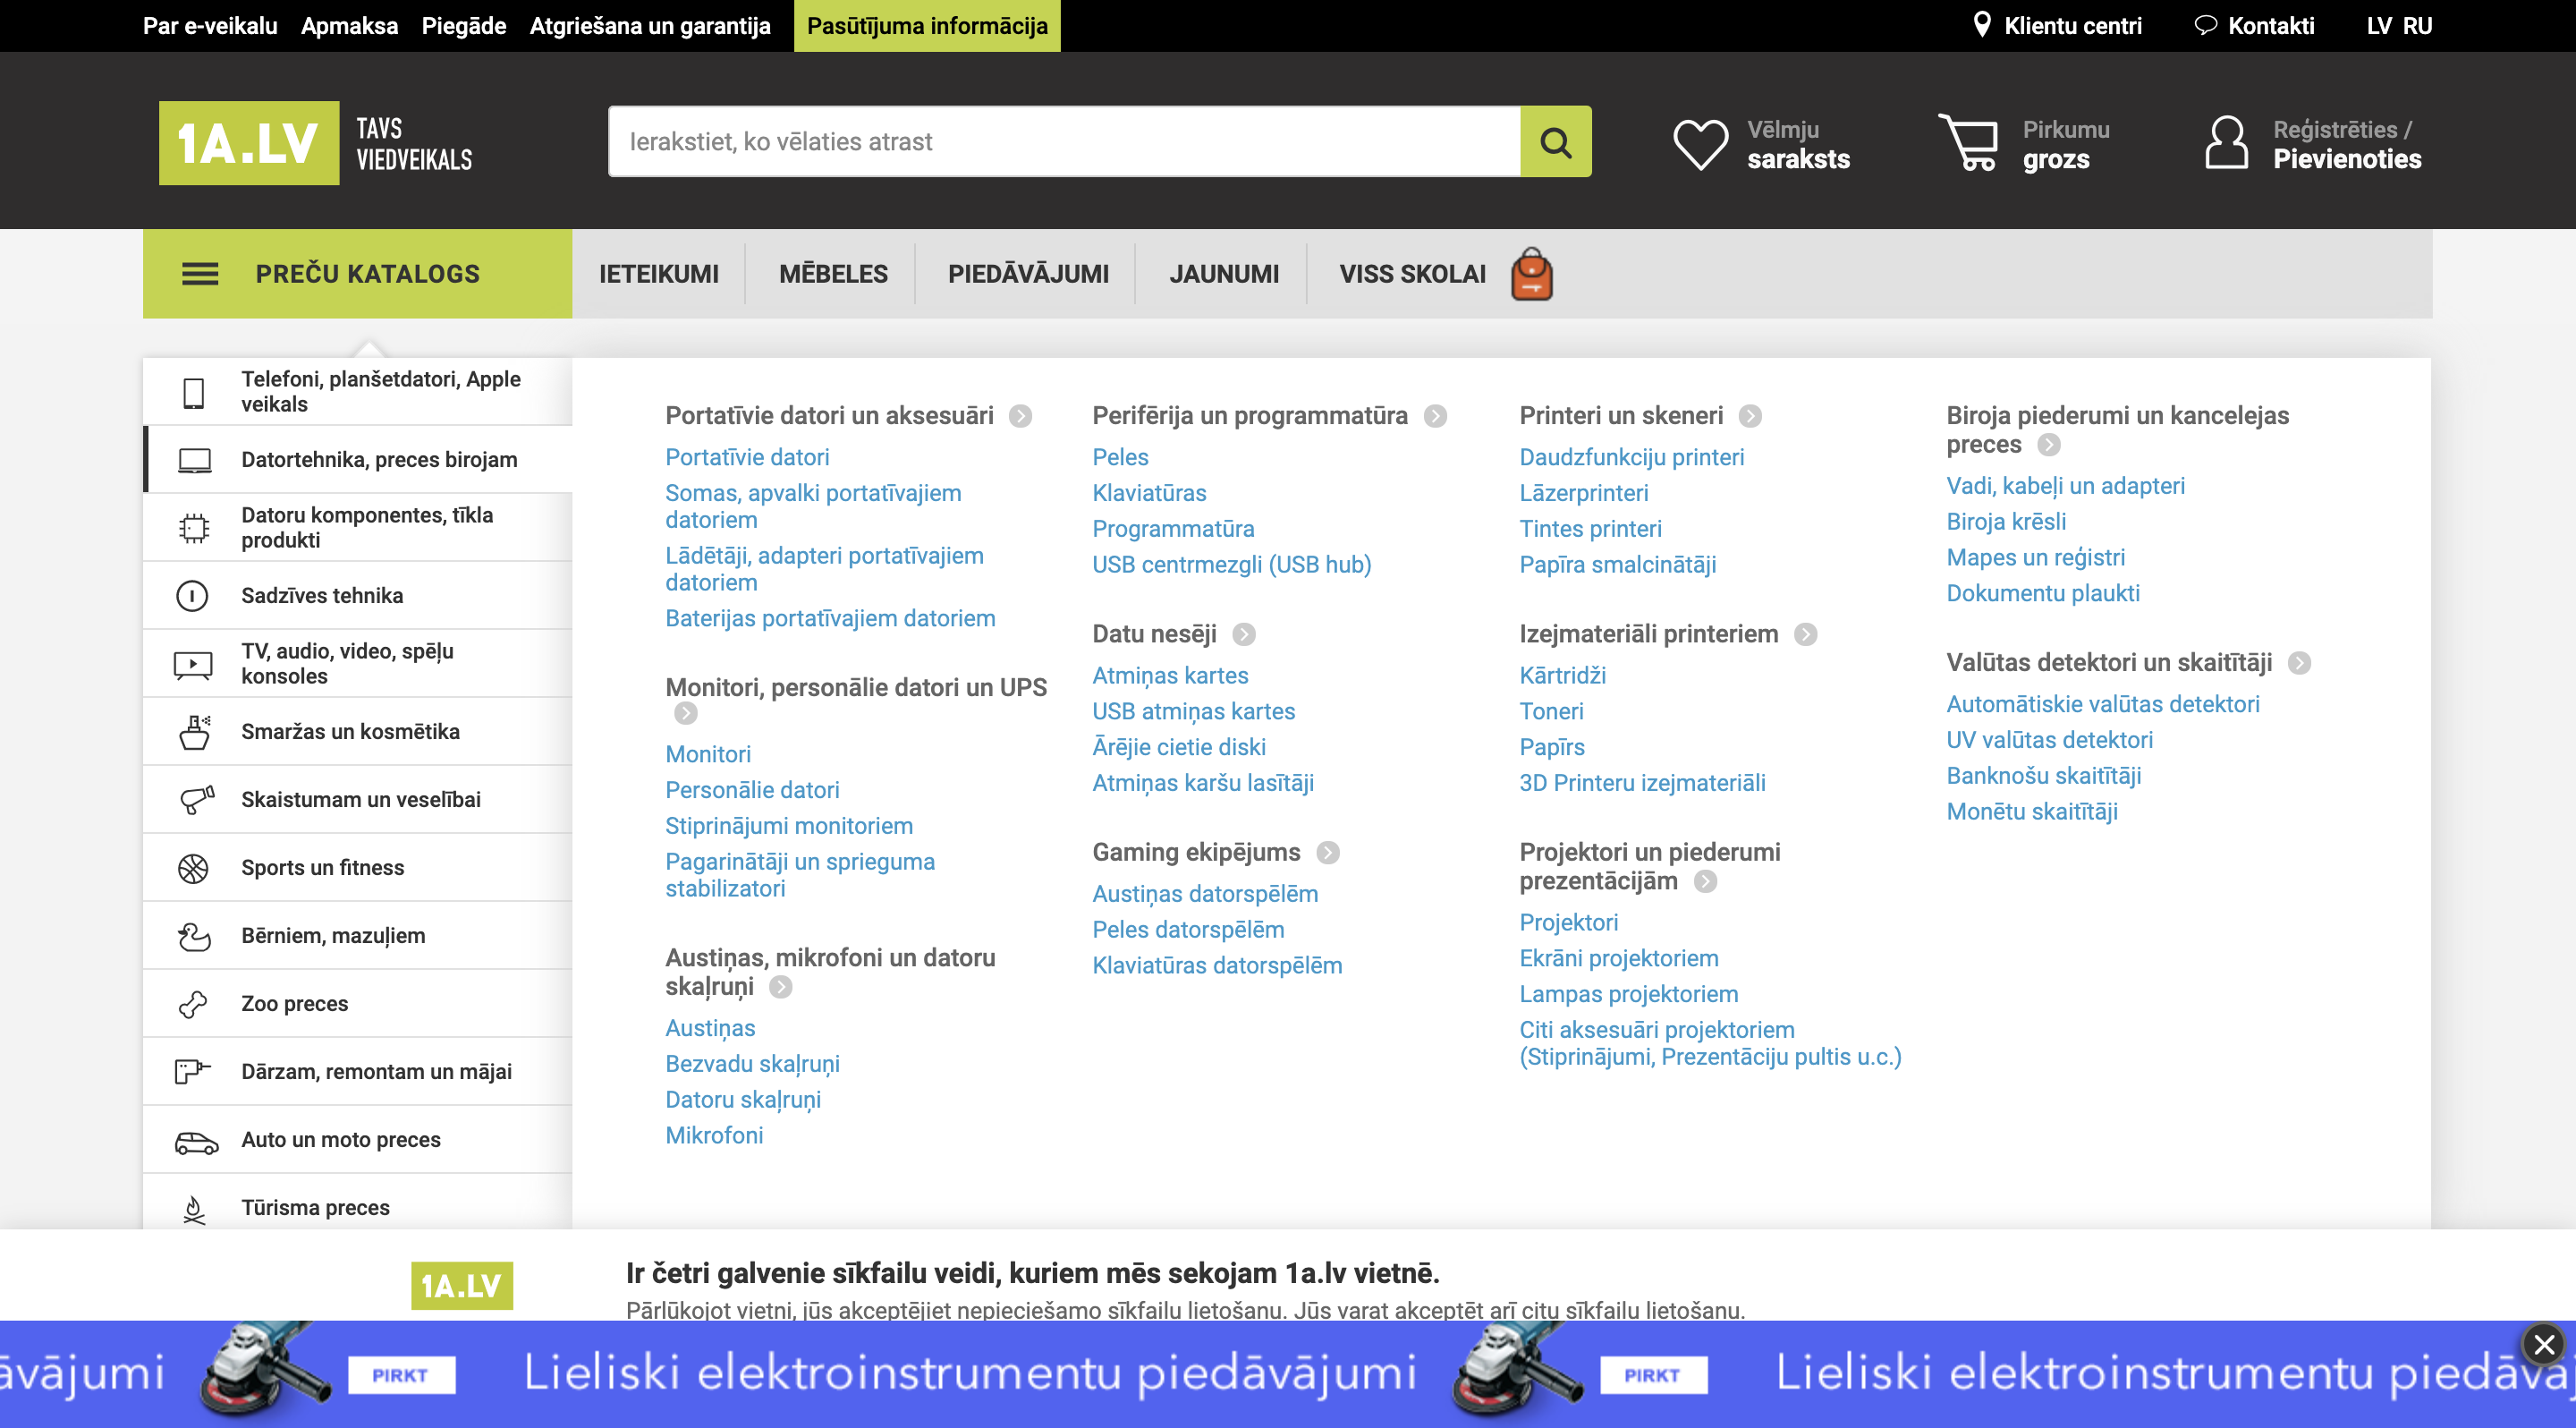 Par e-veikalu Apmaksa Piegāde Atgriešana un garantija Pasūtījuma informācija Klientu centri Kontakti LV RU
1A.LV
TAVS
VIEDVEIKALS
Ierakstiet, ko vēlaties atrast
Vēlmju
saraksts
Pirkumu
grozs
Reģistrēties /
Pievienoties
PREČU KATALOGS IETEIKUMI MĒBELES PIEDĀVĀJUMI JAUNUMI VISS SKOLAI
Telefoni, planšetdatori, Apple
veikals
Datortehnika, preces birojam
Datoru komponentes, tīkla
produkti
Sadzīves tehnika
TV, audio, video, spēļu
konsoles
Smaržas un kosmētika
Skaistumam un veselībai
Sports un fitness
Bērniem, mazuļiem
Zoo preces
Dārzam, remontam un mājai
Auto un moto preces
Tūrisma preces
Portatīvie datori un aksesuāri
Portatīvie datori
Somas, apvalki portatīvajiem
datoriem
Lādētāji, adapteri portatīvajiem
datoriem
Baterijas portatīvajiem datoriem
Monitori, personālie datori un UPS
Monitori
Personālie datori
Stiprinājumi monitoriem
Pagarinātāji un sprieguma
stabilizatori
Austiņas, mikrofoni un datoru
skaļruņi
Austiņas
Bezvadu skaļruņi
Datoru skaļruņi
Mikrofoni
Perifērija un programmatūra
Peles
Klaviatūras
Programmatūra
USB centrmezgli (USB hub)
Datu nesēji
Atmiņas kartes
USB atmiņas kartes
Ārējie cietie diski
Atmiņas karšu lasītāji
Gaming ekipējums
Austiņas datorspēlēm
Peles datorspēlēm
Klaviatūras datorspēlēm
Printeri un skeneri
Daudzfunkciju printeri
Lāzerprinteri
Tintes printeri
Papīra smalcinātāji
Izejmateriāli printeriem
Kārtridži
Toneri
Papīrs
3D Printeru izejmateriāli
Projektori un piederumi
prezentācijām
Projektori
Ekrāni projektoriem
Lampas projektoriem
Citi aksesuāri projektoriem
(Stiprinājumi, Prezentāciju pultis u.c.)
Biroja piederumi un kancelejas
preces
Vadi, kabeļi un adapteri
Biroja krēsli
Mapes un reģistri
Dokumentu plaukti
Valūtas detektori un skaitītāji
Automātiskie valūtas detektori
UV valūtas detektori
Banknošu skaitītāji
Monētu skaitītāji
1A.LV
Ir četri galvenie sīkfailu veidi, kuriem mēs sekojam 1a.lv vietnē.
Pārlūkojot vietni, jūs akceptējiet nepieciešamo sīkfailu lietošanu. Jūs varat akceptēt arī citu sīkfailu lietošanu.
āvājumi PIRKT Lieliski elektroinstrumentu piedāvājumi PIRKT Lieliski elektroinstrumentu piedāvāj